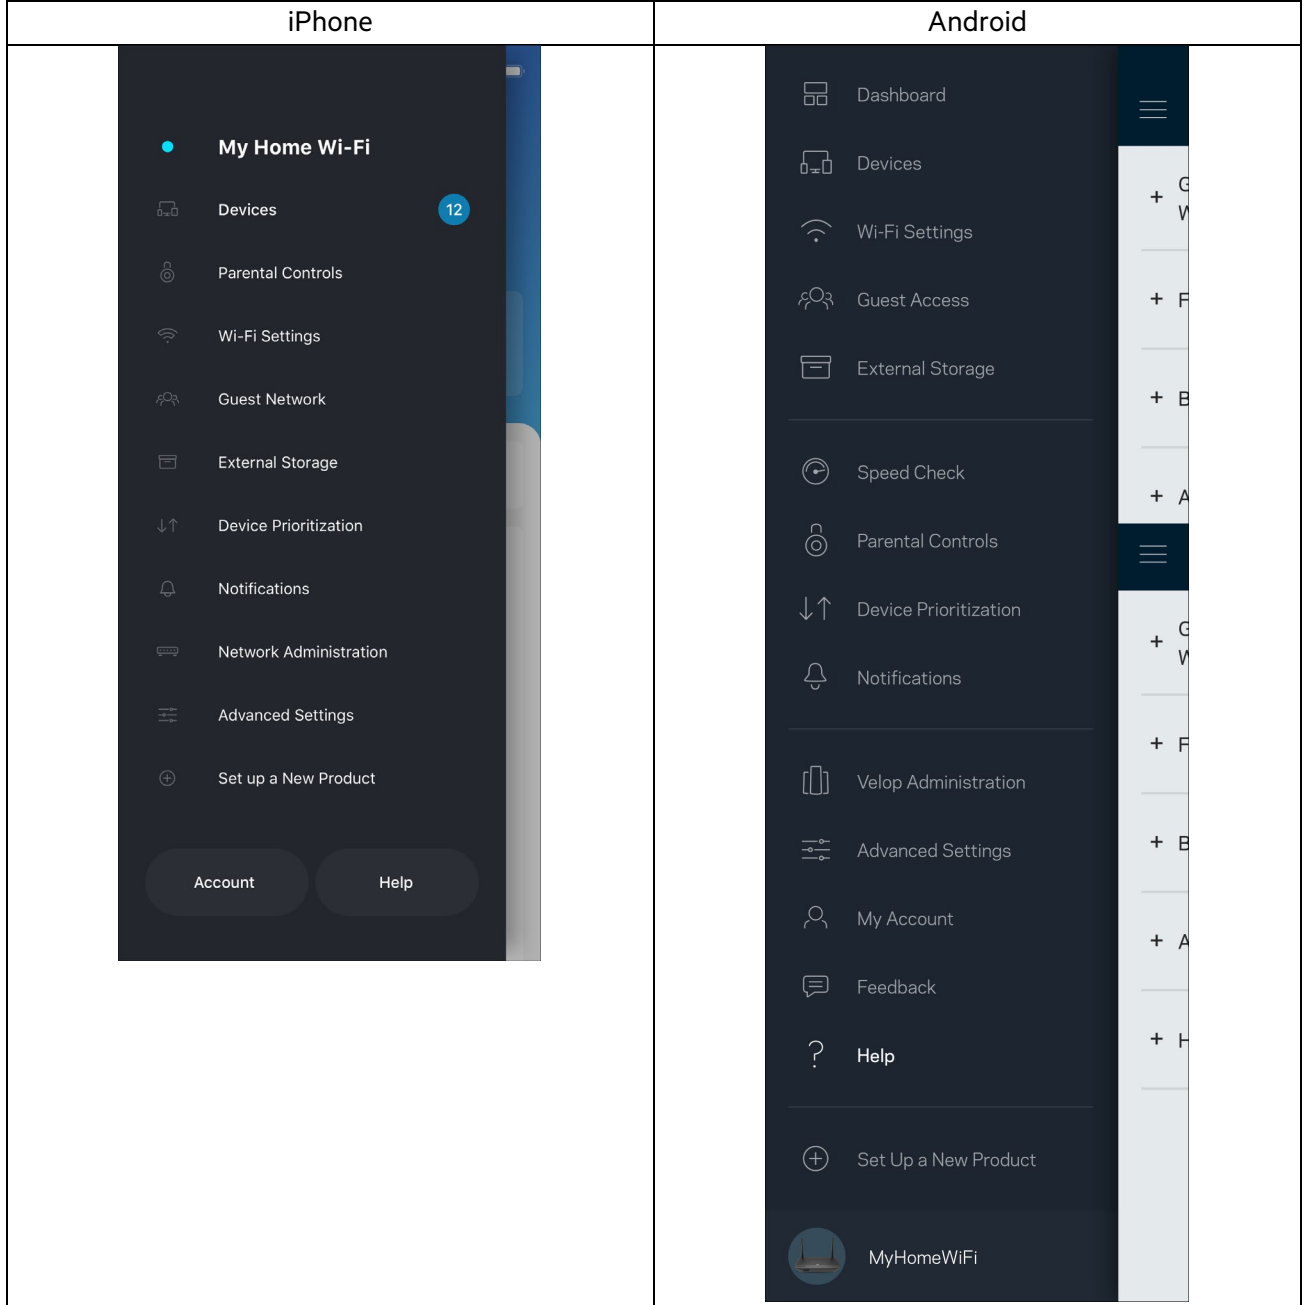 iPhone
Android
My Home Wi-Fi
Devices
12
Parental Controls
Wi-Fi Settings
Guest Network
External Storage
Device Prioritization
Notifications
Network Administration
Advanced Settings
Set up a New Product
Account
Help
Dashboard
Devices
Wi-Fi Settings
Guest Access
External Storage
Speed Check
Parental Controls
Device Prioritization
Notifications
Velop Administration
Advanced Settings
My Account
Feedback
Help
Set Up a New Product
MyHomeWiFi